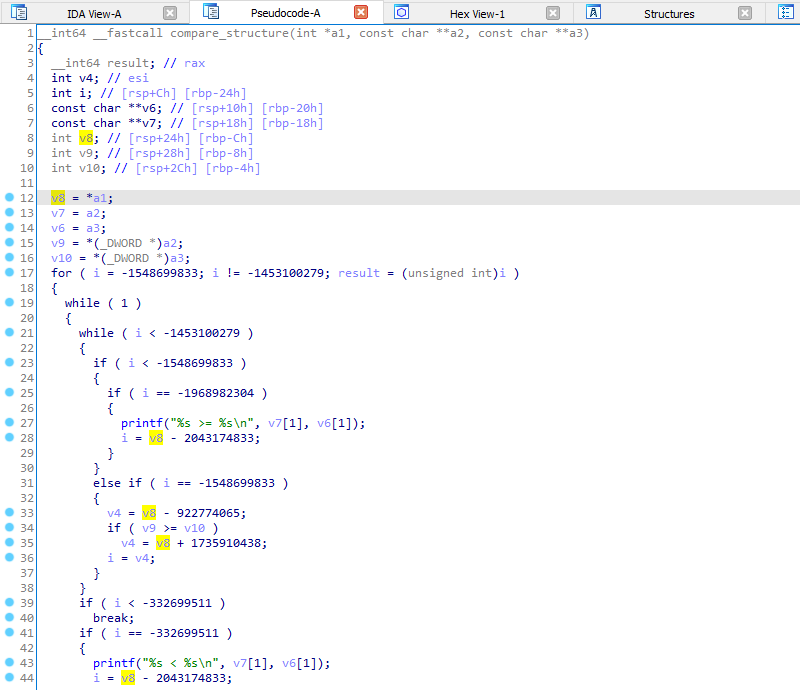 IDA View-A Pseudocode-A Hex View-1 Structures
1 __int64 __fastcall compare_structure(int *a1, const char **a2, const char **a3)
2 {
3 __int64 result; // rax
4 int v4; // esi
5 int i; // [rsp+Ch] [rbp-24h]
6 const char **v6; // [rsp+10h] [rbp-20h]
7 const char **v7; // [rsp+18h] [rbp-18h]
8 int v8; // [rsp+24h] [rbp-Ch]
9 int v9; // [rsp+28h] [rbp-8h]
10 int v10; // [rsp+2Ch] [rbp-4h]
11
12 v8 = *a1;
13 v7 = a2;
14 v6 = a3;
15 v9 = *(_DWORD *)a2;
16 v10 = *(_DWORD *)a3;
17 for ( i = -1548699833; i != -1453100279; result = (unsigned int)i )
18 {
19 while ( 1 )
20 {
21 while ( i < -1453100279 )
22 {
23 if ( i < -1548699833 )
24 {
25 if ( i == -1968982304 )
26 {
27 printf("%s >= %s\n", v7[1], v6[1]);
28 i = v8 - 2043174833;
29 }
30 }
31 else if ( i == -1548699833 )
32 {
33 v4 = v8 - 922774065;
34 if ( v9 >= v10 )
35 v4 = v8 + 1735910438;
36 i = v4;
37 }
38 }
39 if ( i < -332699511 )
40 break;
41 if ( i == -332699511 )
42 {
43 printf("%s < %s\n", v7[1], v6[1]);
44 i = v8 - 2043174833;